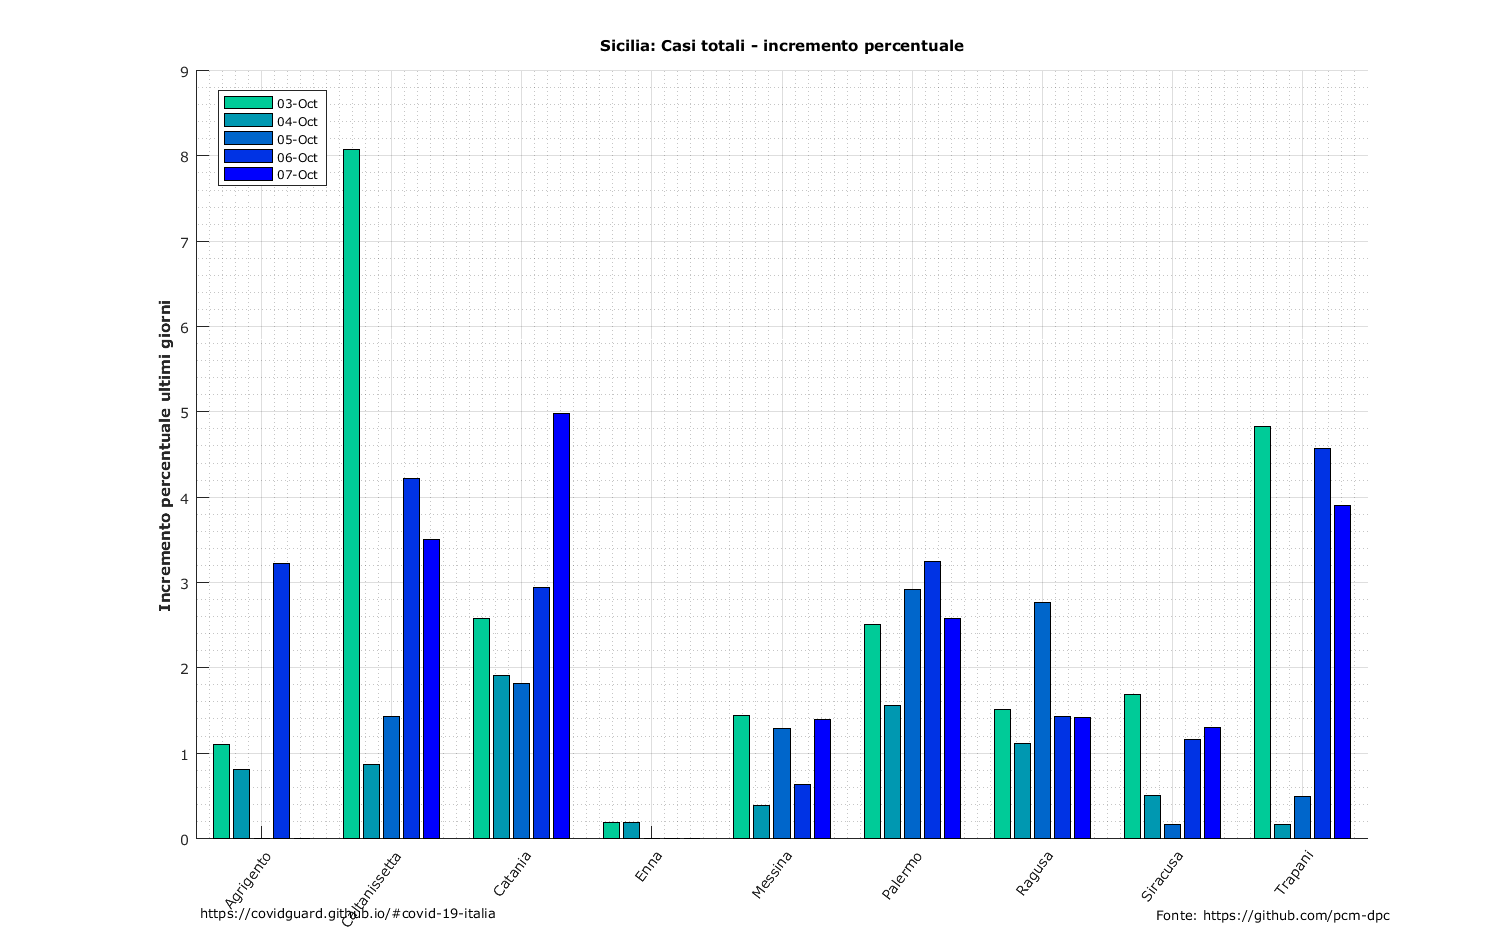 Sicilia: Casi totali - incremento percentuale
9
8
7
6
5
4
3
2
1
0
Incremento percentuale ultimi giorni
03-Oct
04-Oct
05-Oct
06-Oct
07-Oct
Agrigento
Caltanissetta
Catania
Enna
Messina
Palermo
Ragusa
Siracusa
Trapani
https://covidguard.github.io/#covid-19-italia
Fonte: https://github.com/pcm-dpc